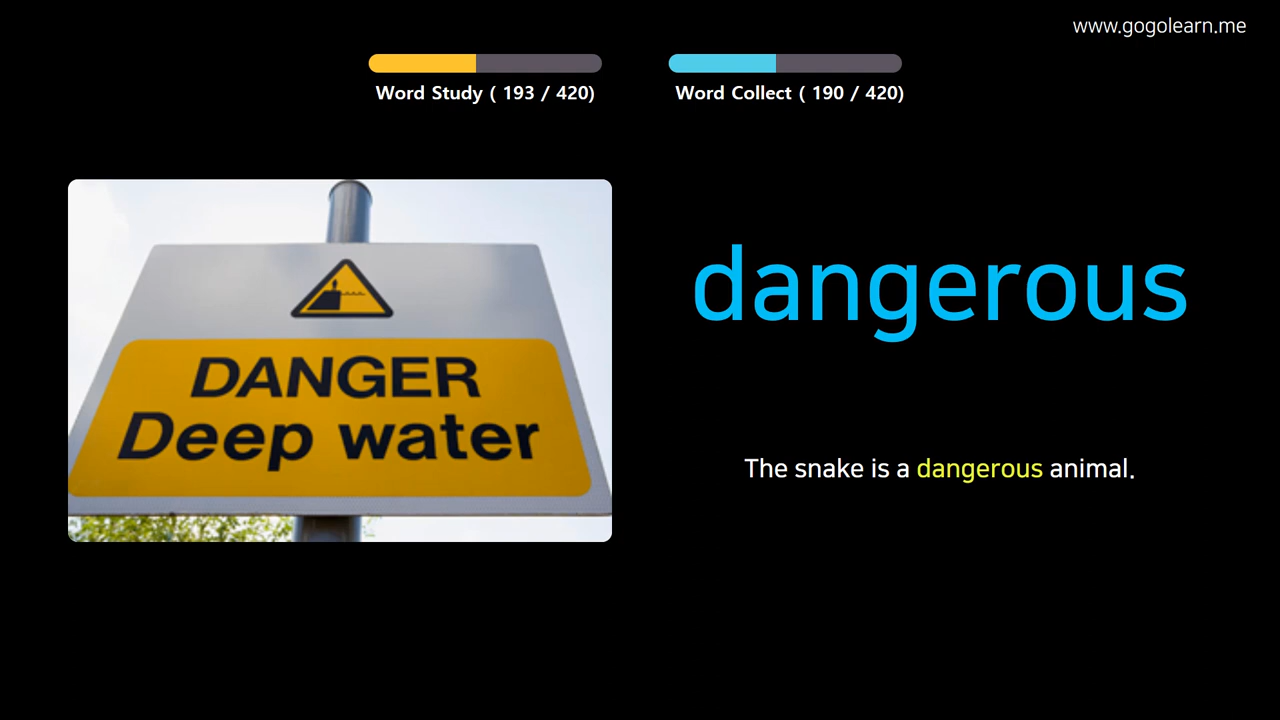 www.gogolearn.me
Word Study ( 193 / 420)
Word Collect ( 190 / 420)
DANGER
Deep water
dangerous
The snake is a dangerous animal.